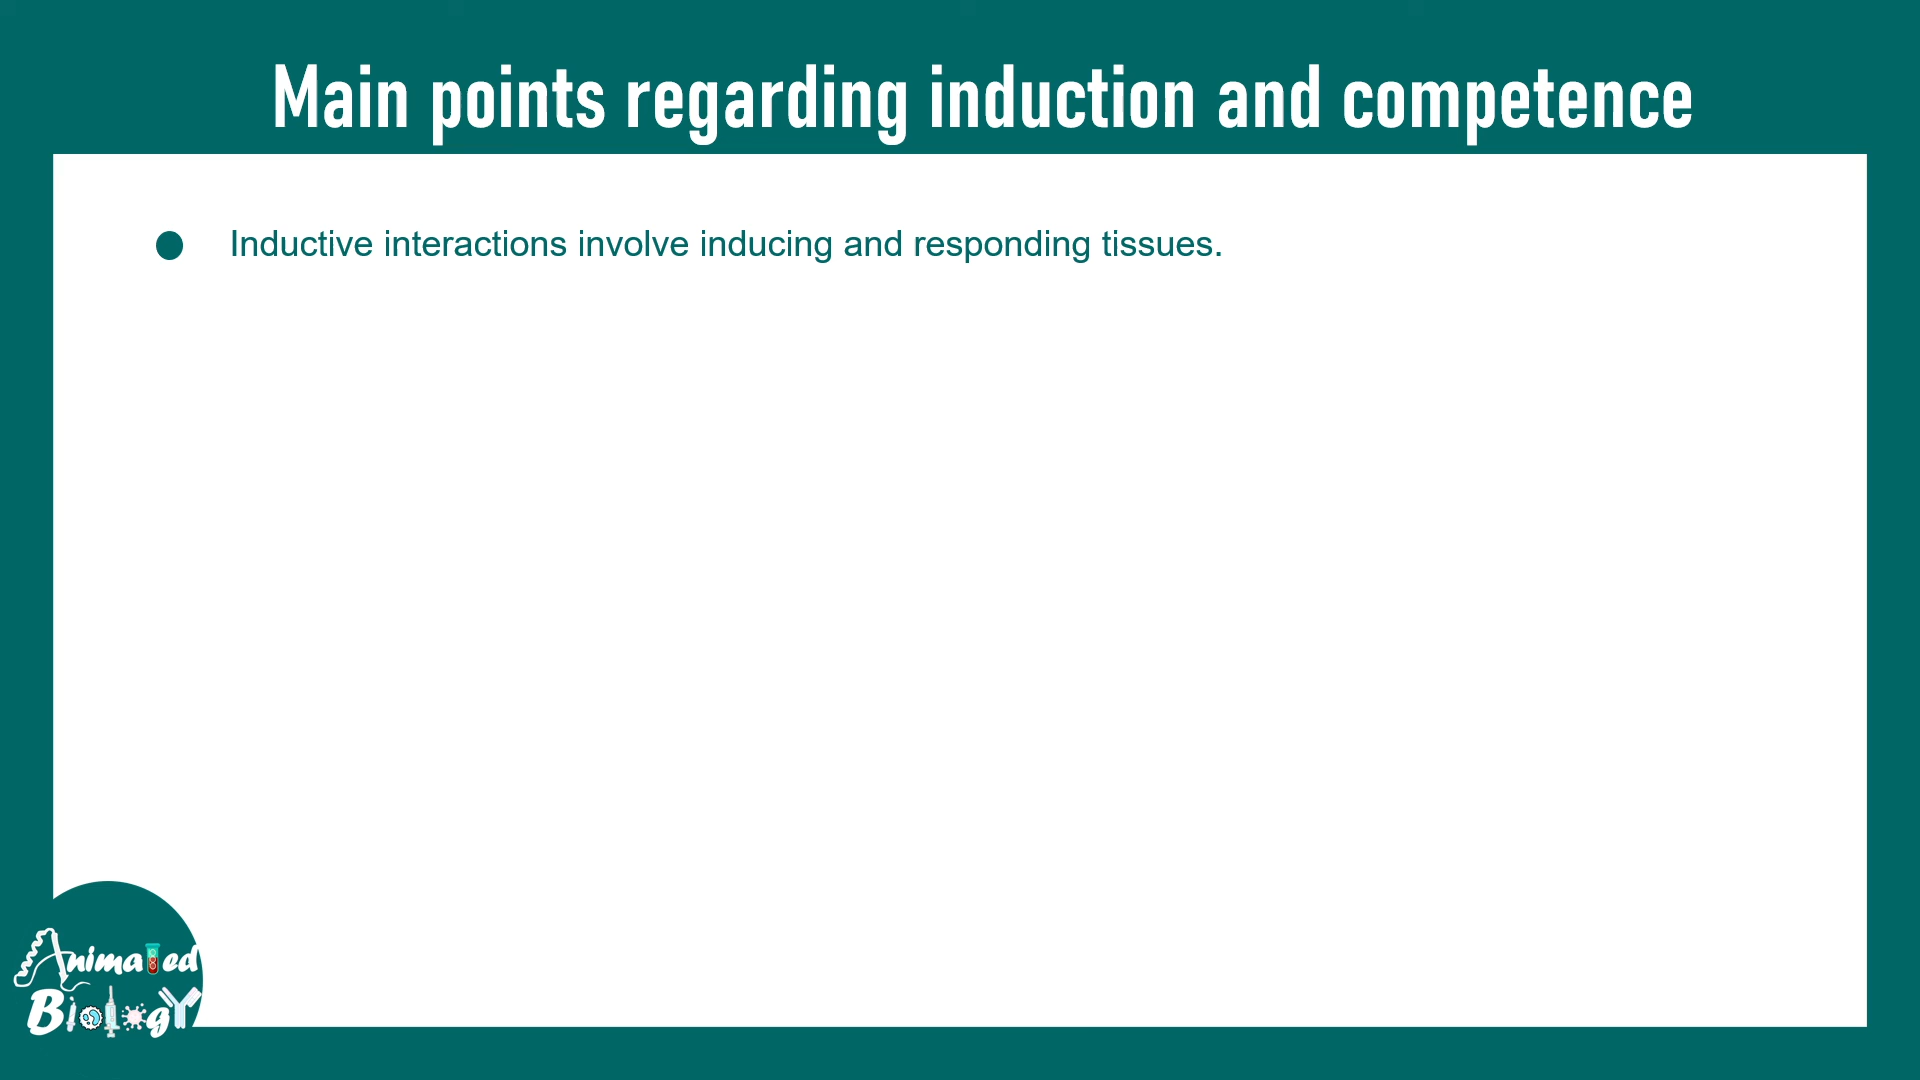 Main points regarding induction and competence
Inductive interactions involve inducing and responding tissues.
Animated
Biology